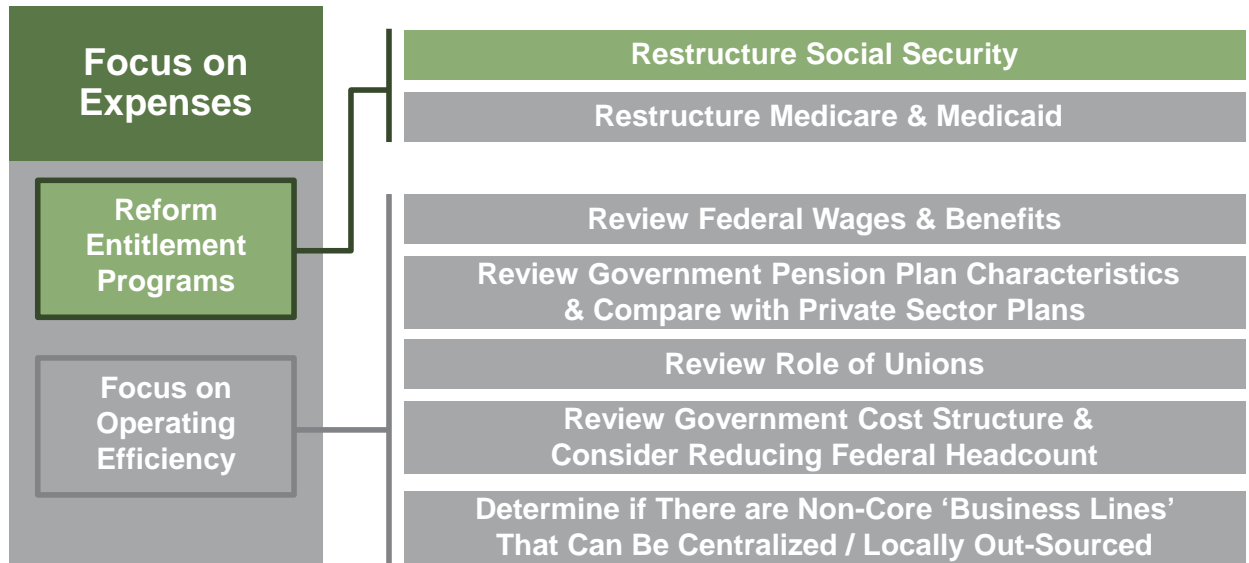 Focus on
Expenses
Reform
Entitlement
Programs
Focus on
Operating
Efficiency
Restructure Social Security
Restructure Medicare & Medicaid
Review Federal Wages & Benefits
Review Government Pension Plan Characteristics
& Compare with Private Sector Plans
Review Role of Unions
Review Government Cost Structure &
Consider Reducing Federal Headcount
Determine if There are Non-Core ‘Business Lines’
That Can Be Centralized / Locally Out-Sourced